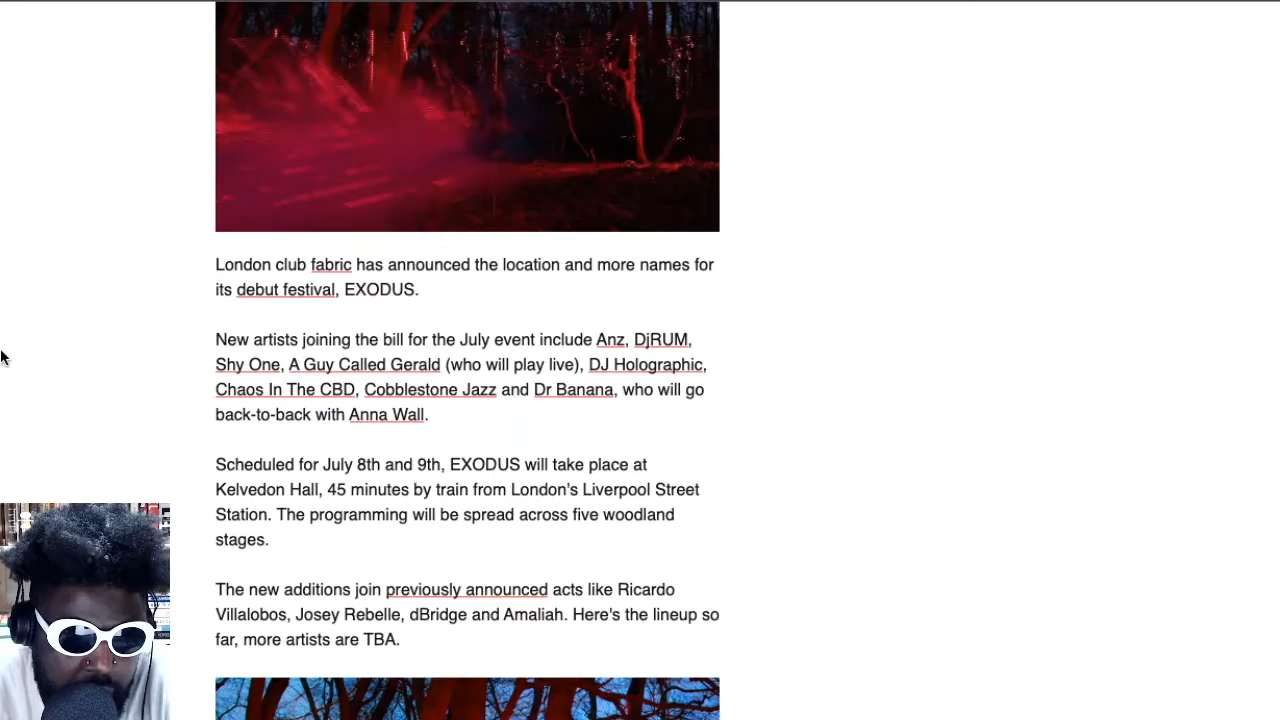 London club fabric has announced the location and more names for
its debut festival, EXODUS.
New artists joining the bill for the July event include Anz, DjRUM,
Shy One, A Guy Called Gerald (who will play live), DJ Holographic,
Chaos In The CBD, Cobblestone Jazz and Dr Banana, who will go
back-to-back with Anna Wall.
Scheduled for July 8th and 9th, EXODUS will take place at
Kelvedon Hall, 45 minutes by train from London's Liverpool Street
Station. The programming will be spread across five woodland
stages.
The new additions join previously announced acts like Ricardo
Villalobos, Josey Rebelle, dBridge and Amaliah. Here's the lineup so
far, more artists are TBA.